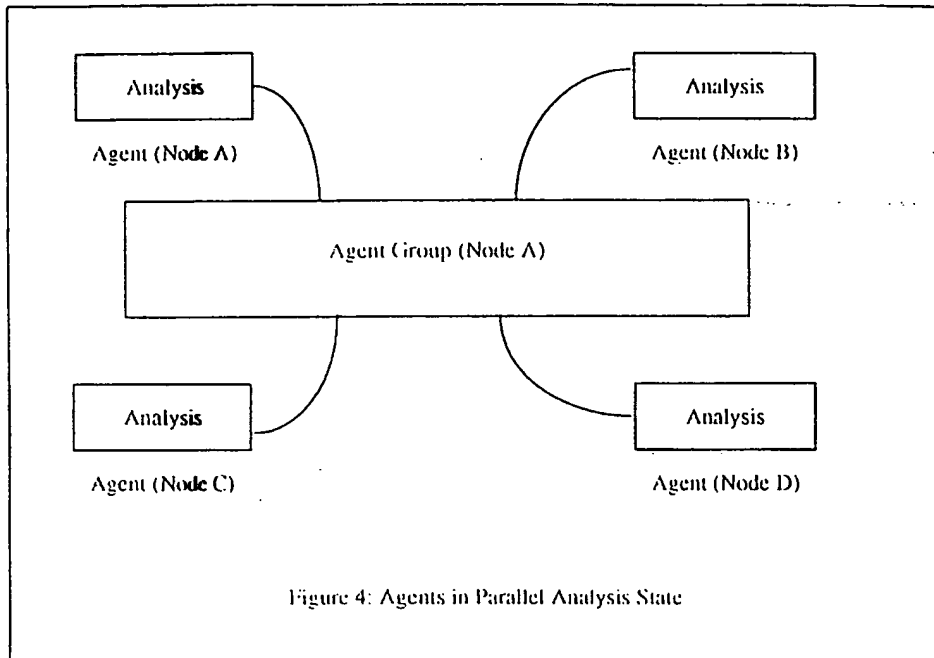 Analysis
Analysis
Agent (Node A)
Agent (Node B)
Agent Group (Node A)
Analysis
Analysis
Agent (Node C)
Agent (Node D)
Figure 4: Agents in Parallel Analysis State